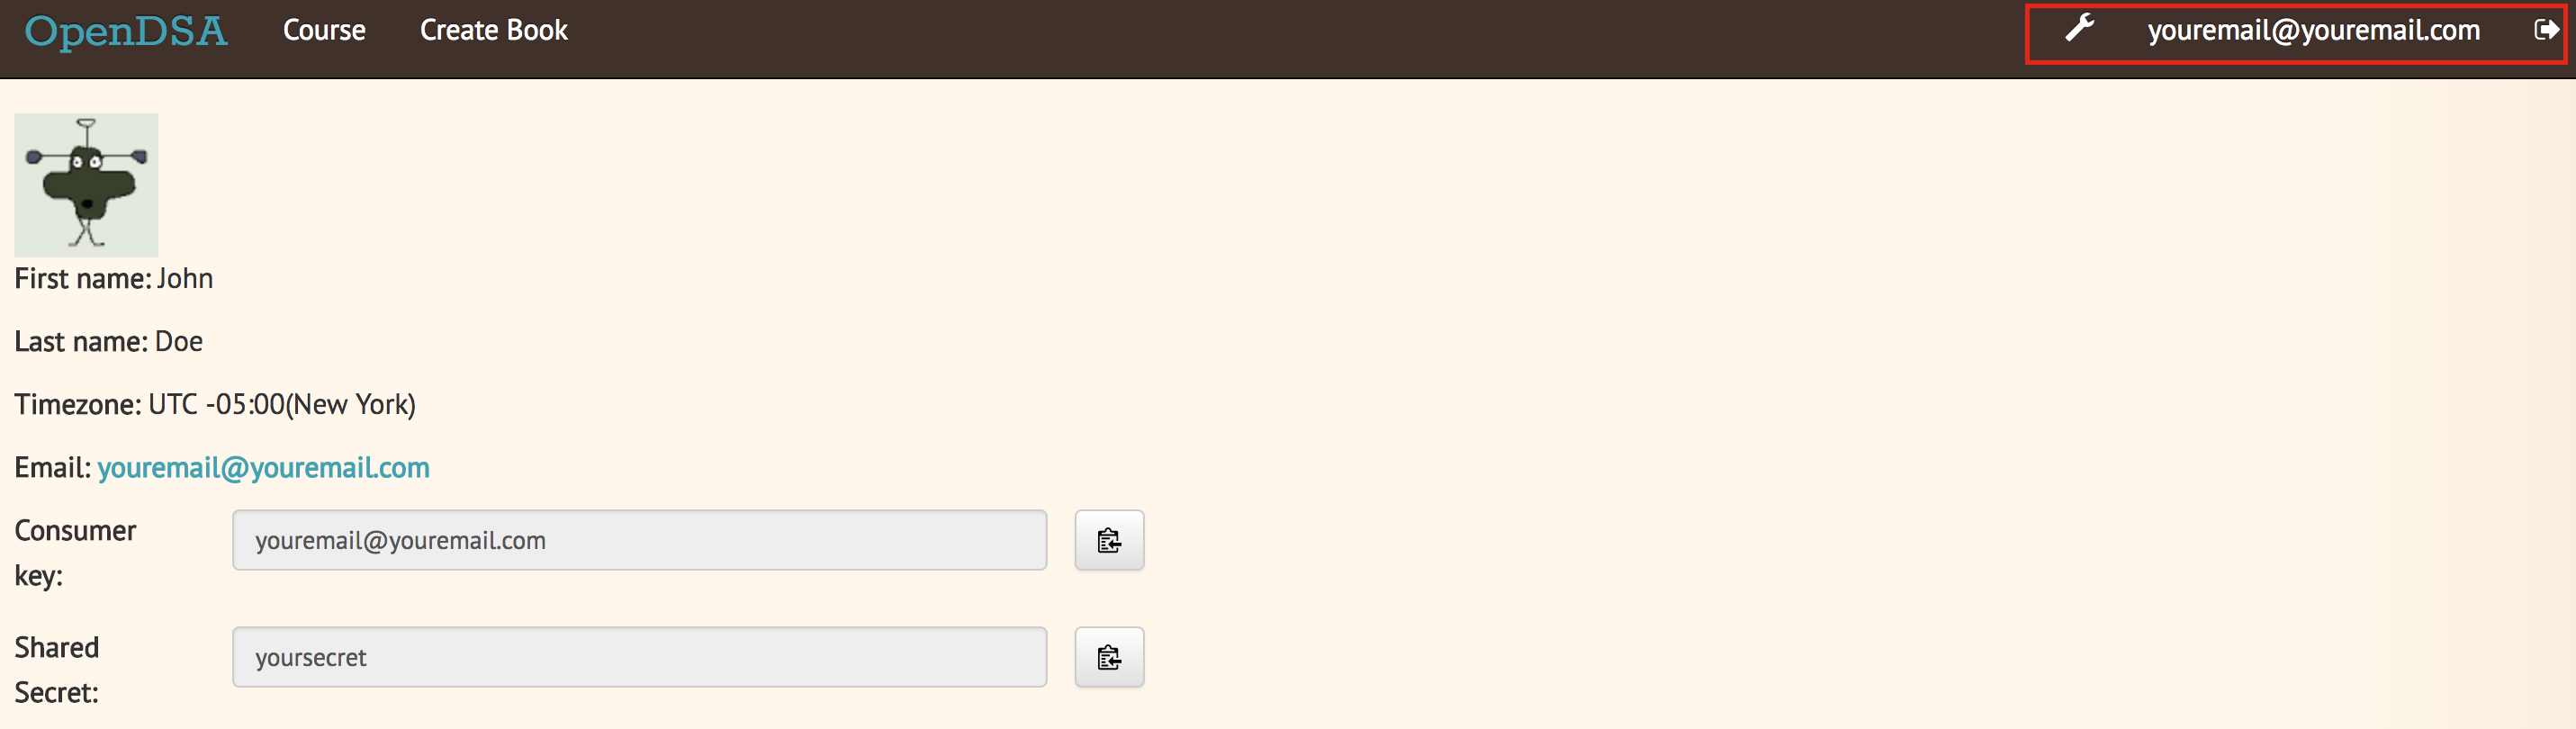 OpenDSA Course Create Book youremail@youremail.com
First name: John
Last name: Doe
Timezone: UTC -05:00(New York)
Email: youremail@youremail.com
Consumer key: youremail@youremail.com
Shared Secret: yoursecret